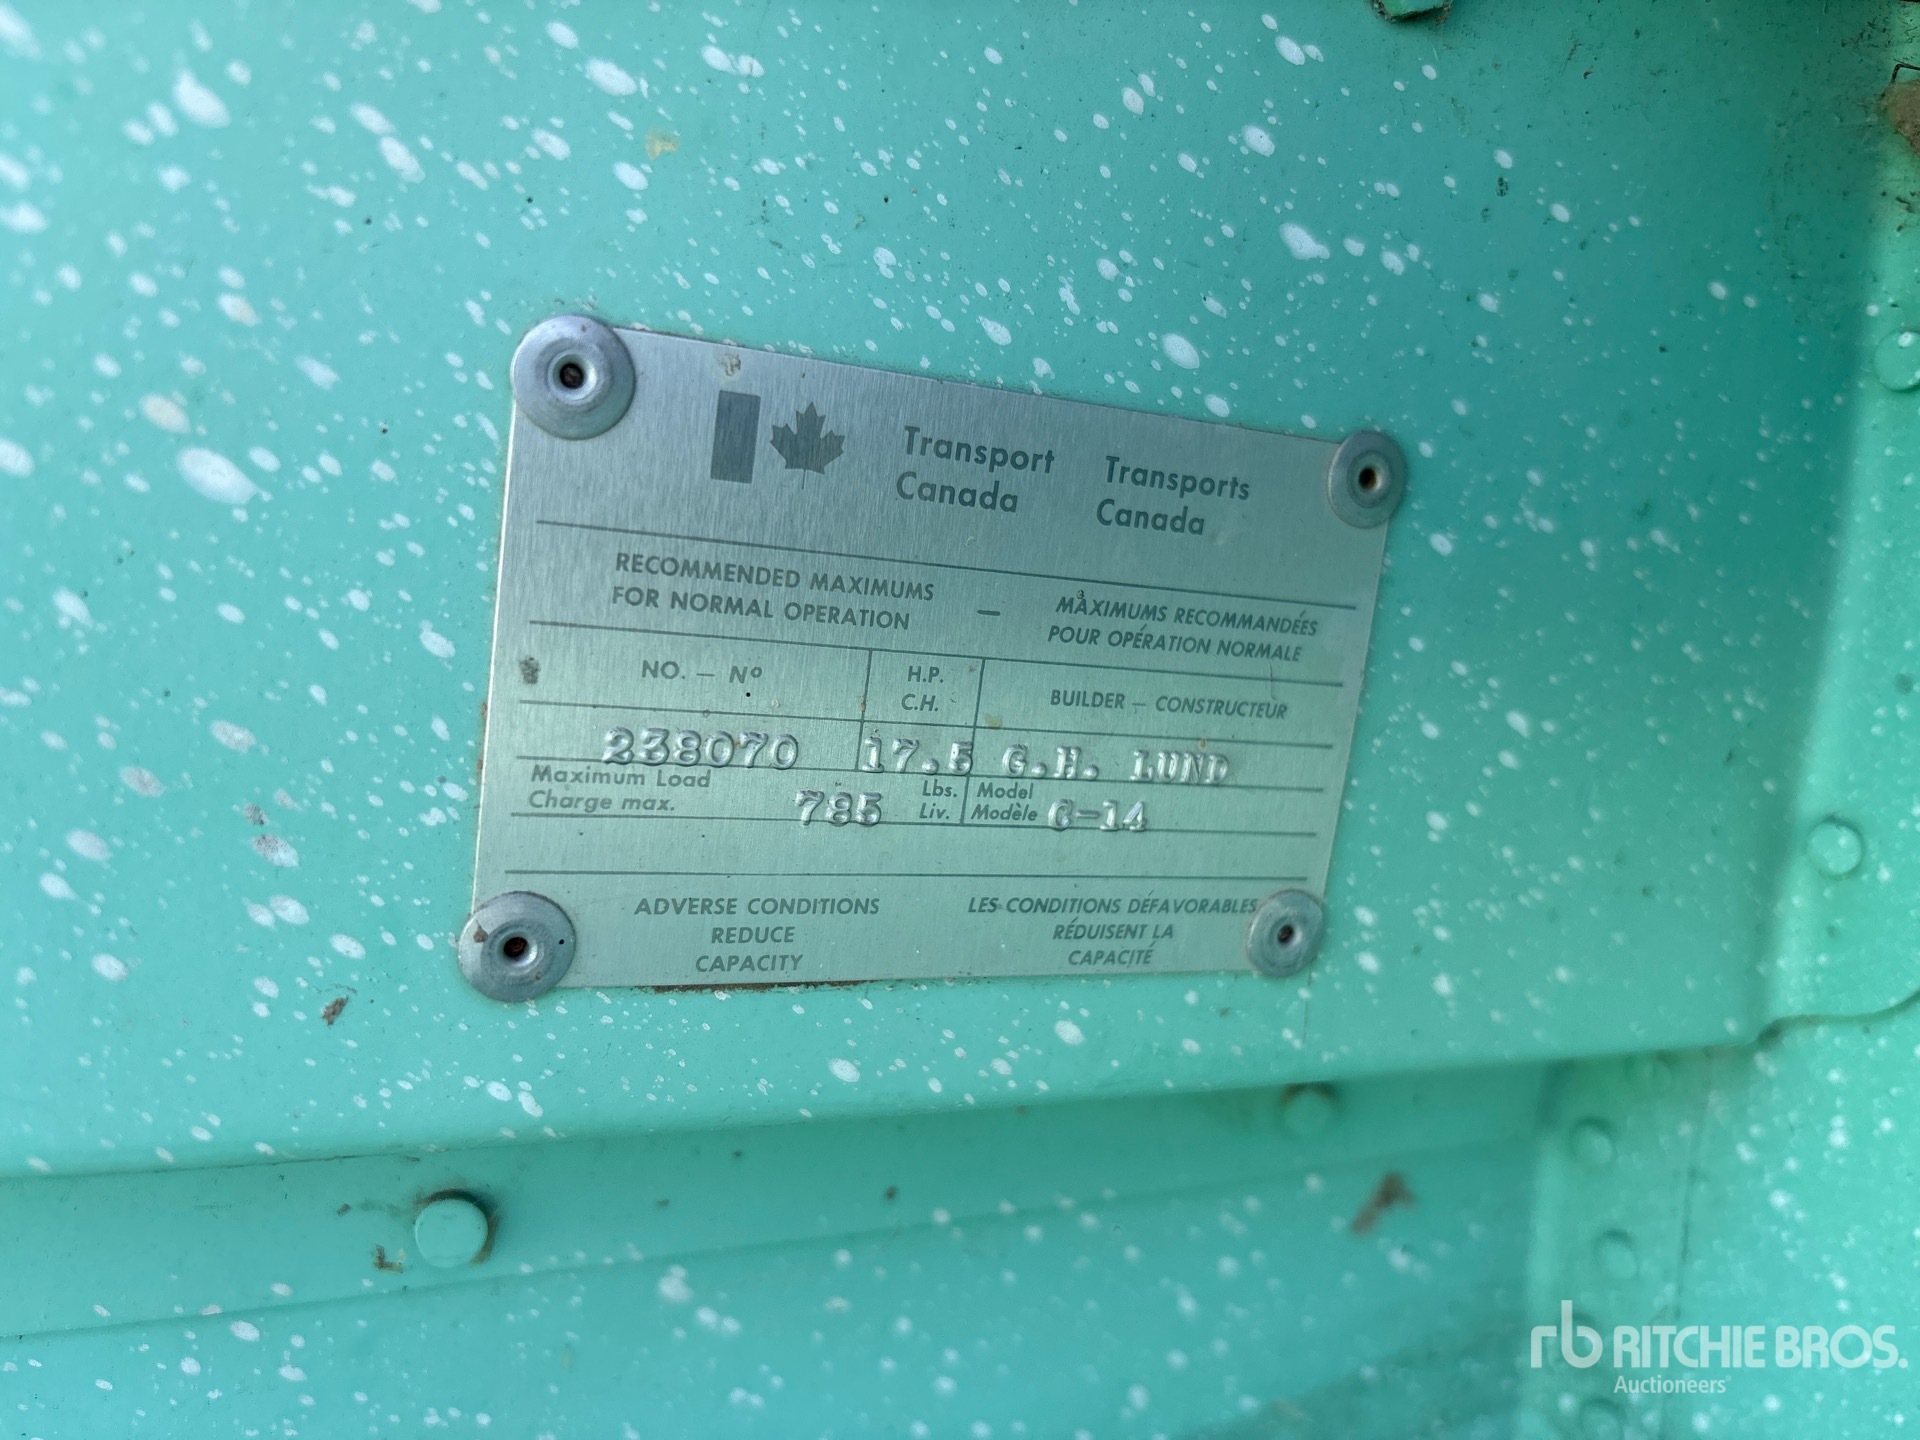 Transport Transports
Canada Canada
RECOMMENDED MAXIMUMS FOR NORMAL OPERATION — MAXIMUMS RECOMMANDÉES POUR OPÉRATION NORMALE
NO. — Nº H.P. C.H. BUILDER — CONSTRUCTEUR
238070 17.5 G.H. LUND
Maximum Load Charge max. 785 Lbs. Liv. Model Modèle C-14
ADVERSE CONDITIONS LES CONDITIONS DÉFAVORABLES
REDUCE RÉDUISENT LA
CAPACITY CAPACITÉ
rb RITCHIE BROS.
Auctioneers